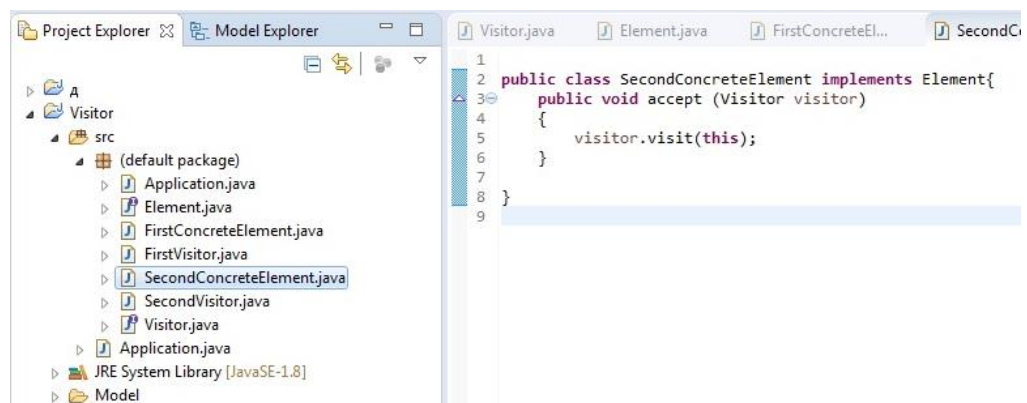 Project Explorer Model Explorer
д
Visitor
src
(default package)
Application.java
Element.java
FirstConcreteElement.java
FirstVisitor.java
SecondConcreteElement.java
SecondVisitor.java
Visitor.java
Application.java
JRE System Library [JavaSE-1.8]
Model
Visitor.java Element.java FirstConcreteEl... SecondCo
1
2 public class SecondConcreteElement implements Element{
3 public void accept (Visitor visitor)
4 {
5 visitor.visit(this);
6 }
7
8 }
9